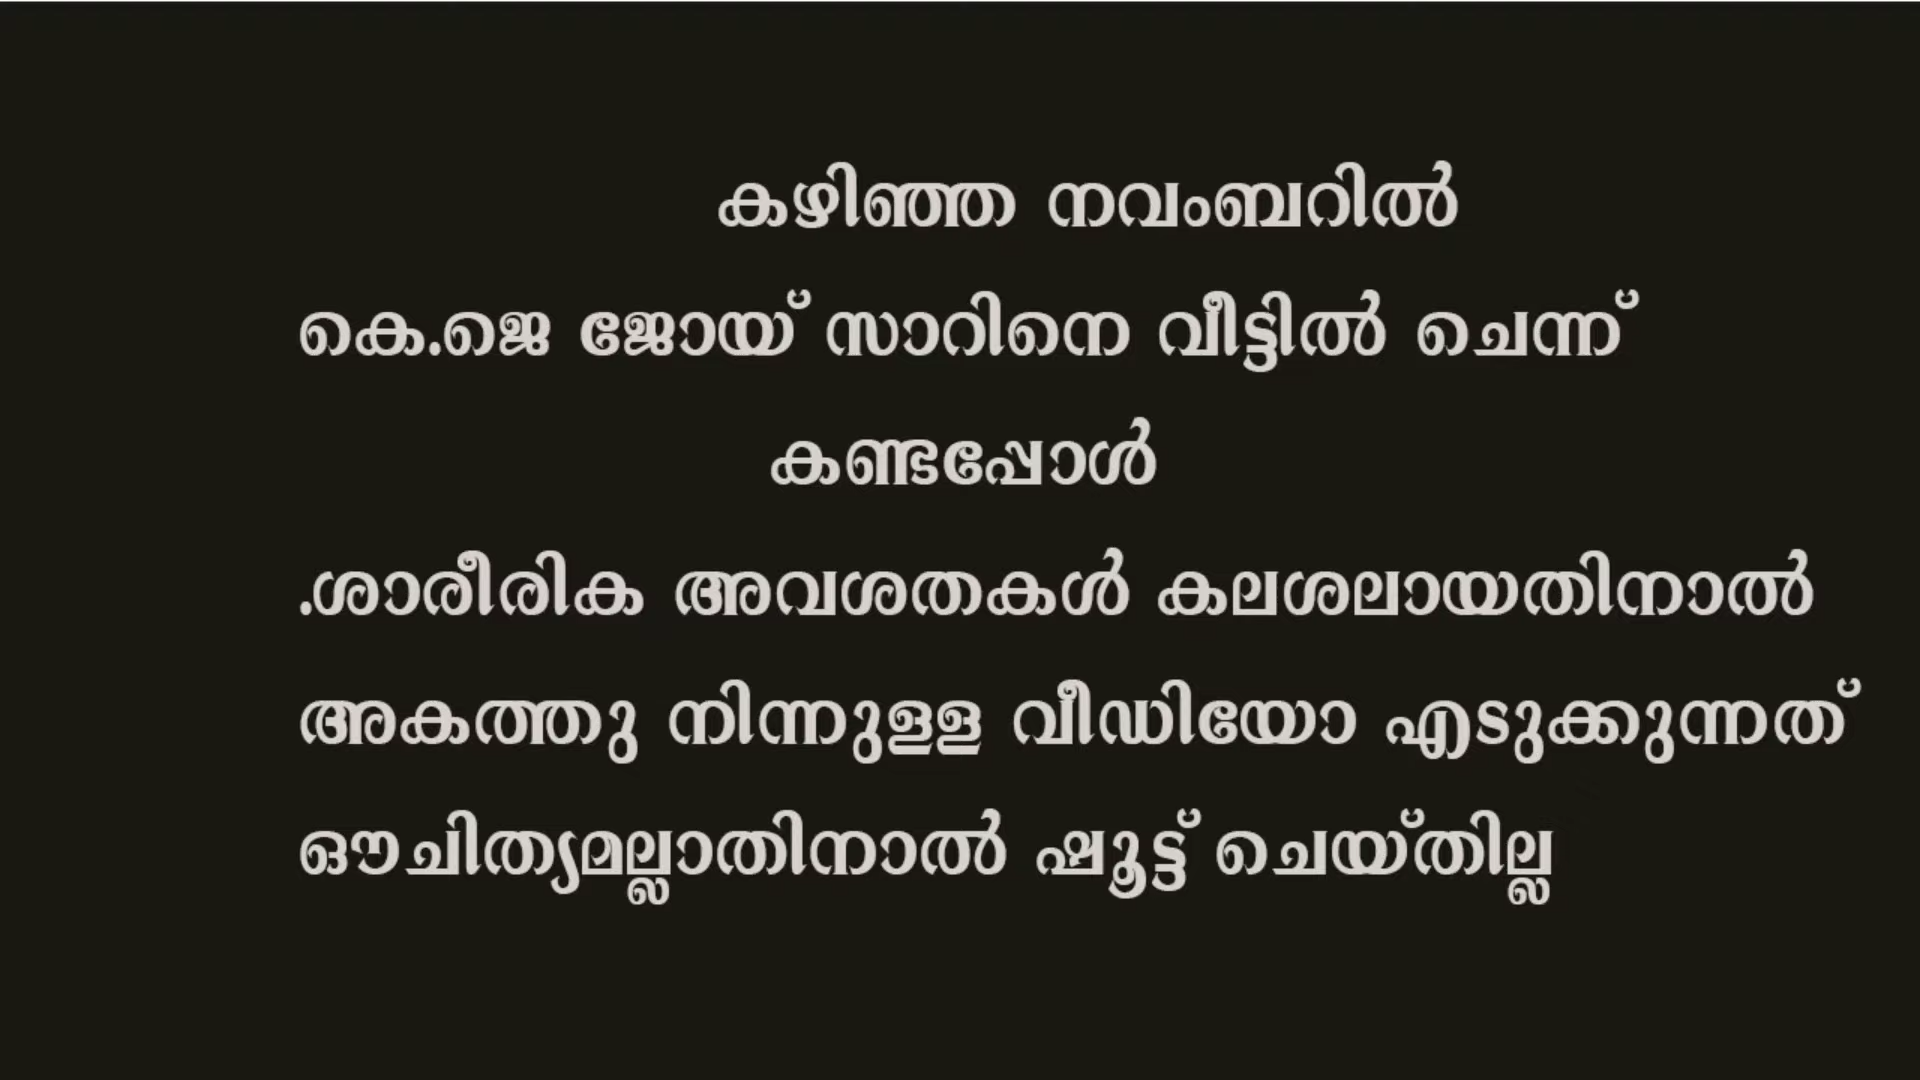 കഴിഞ്ഞ നവംബറിൽ
കെ.ജെ ജോയ് സാറിനെ വീട്ടിൽ ചെന്ന്
കണ്ടപ്പോൾ
.ശാരീരിക അവശതകൾ കലശലായതിനാൽ
അകത്തു നിന്നുള്ള വീഡിയോ എടുക്കുന്നത്
ഔചിത്യമല്ലാതിനാൽ ഷൂട്ട് ചെയ്തില്ല